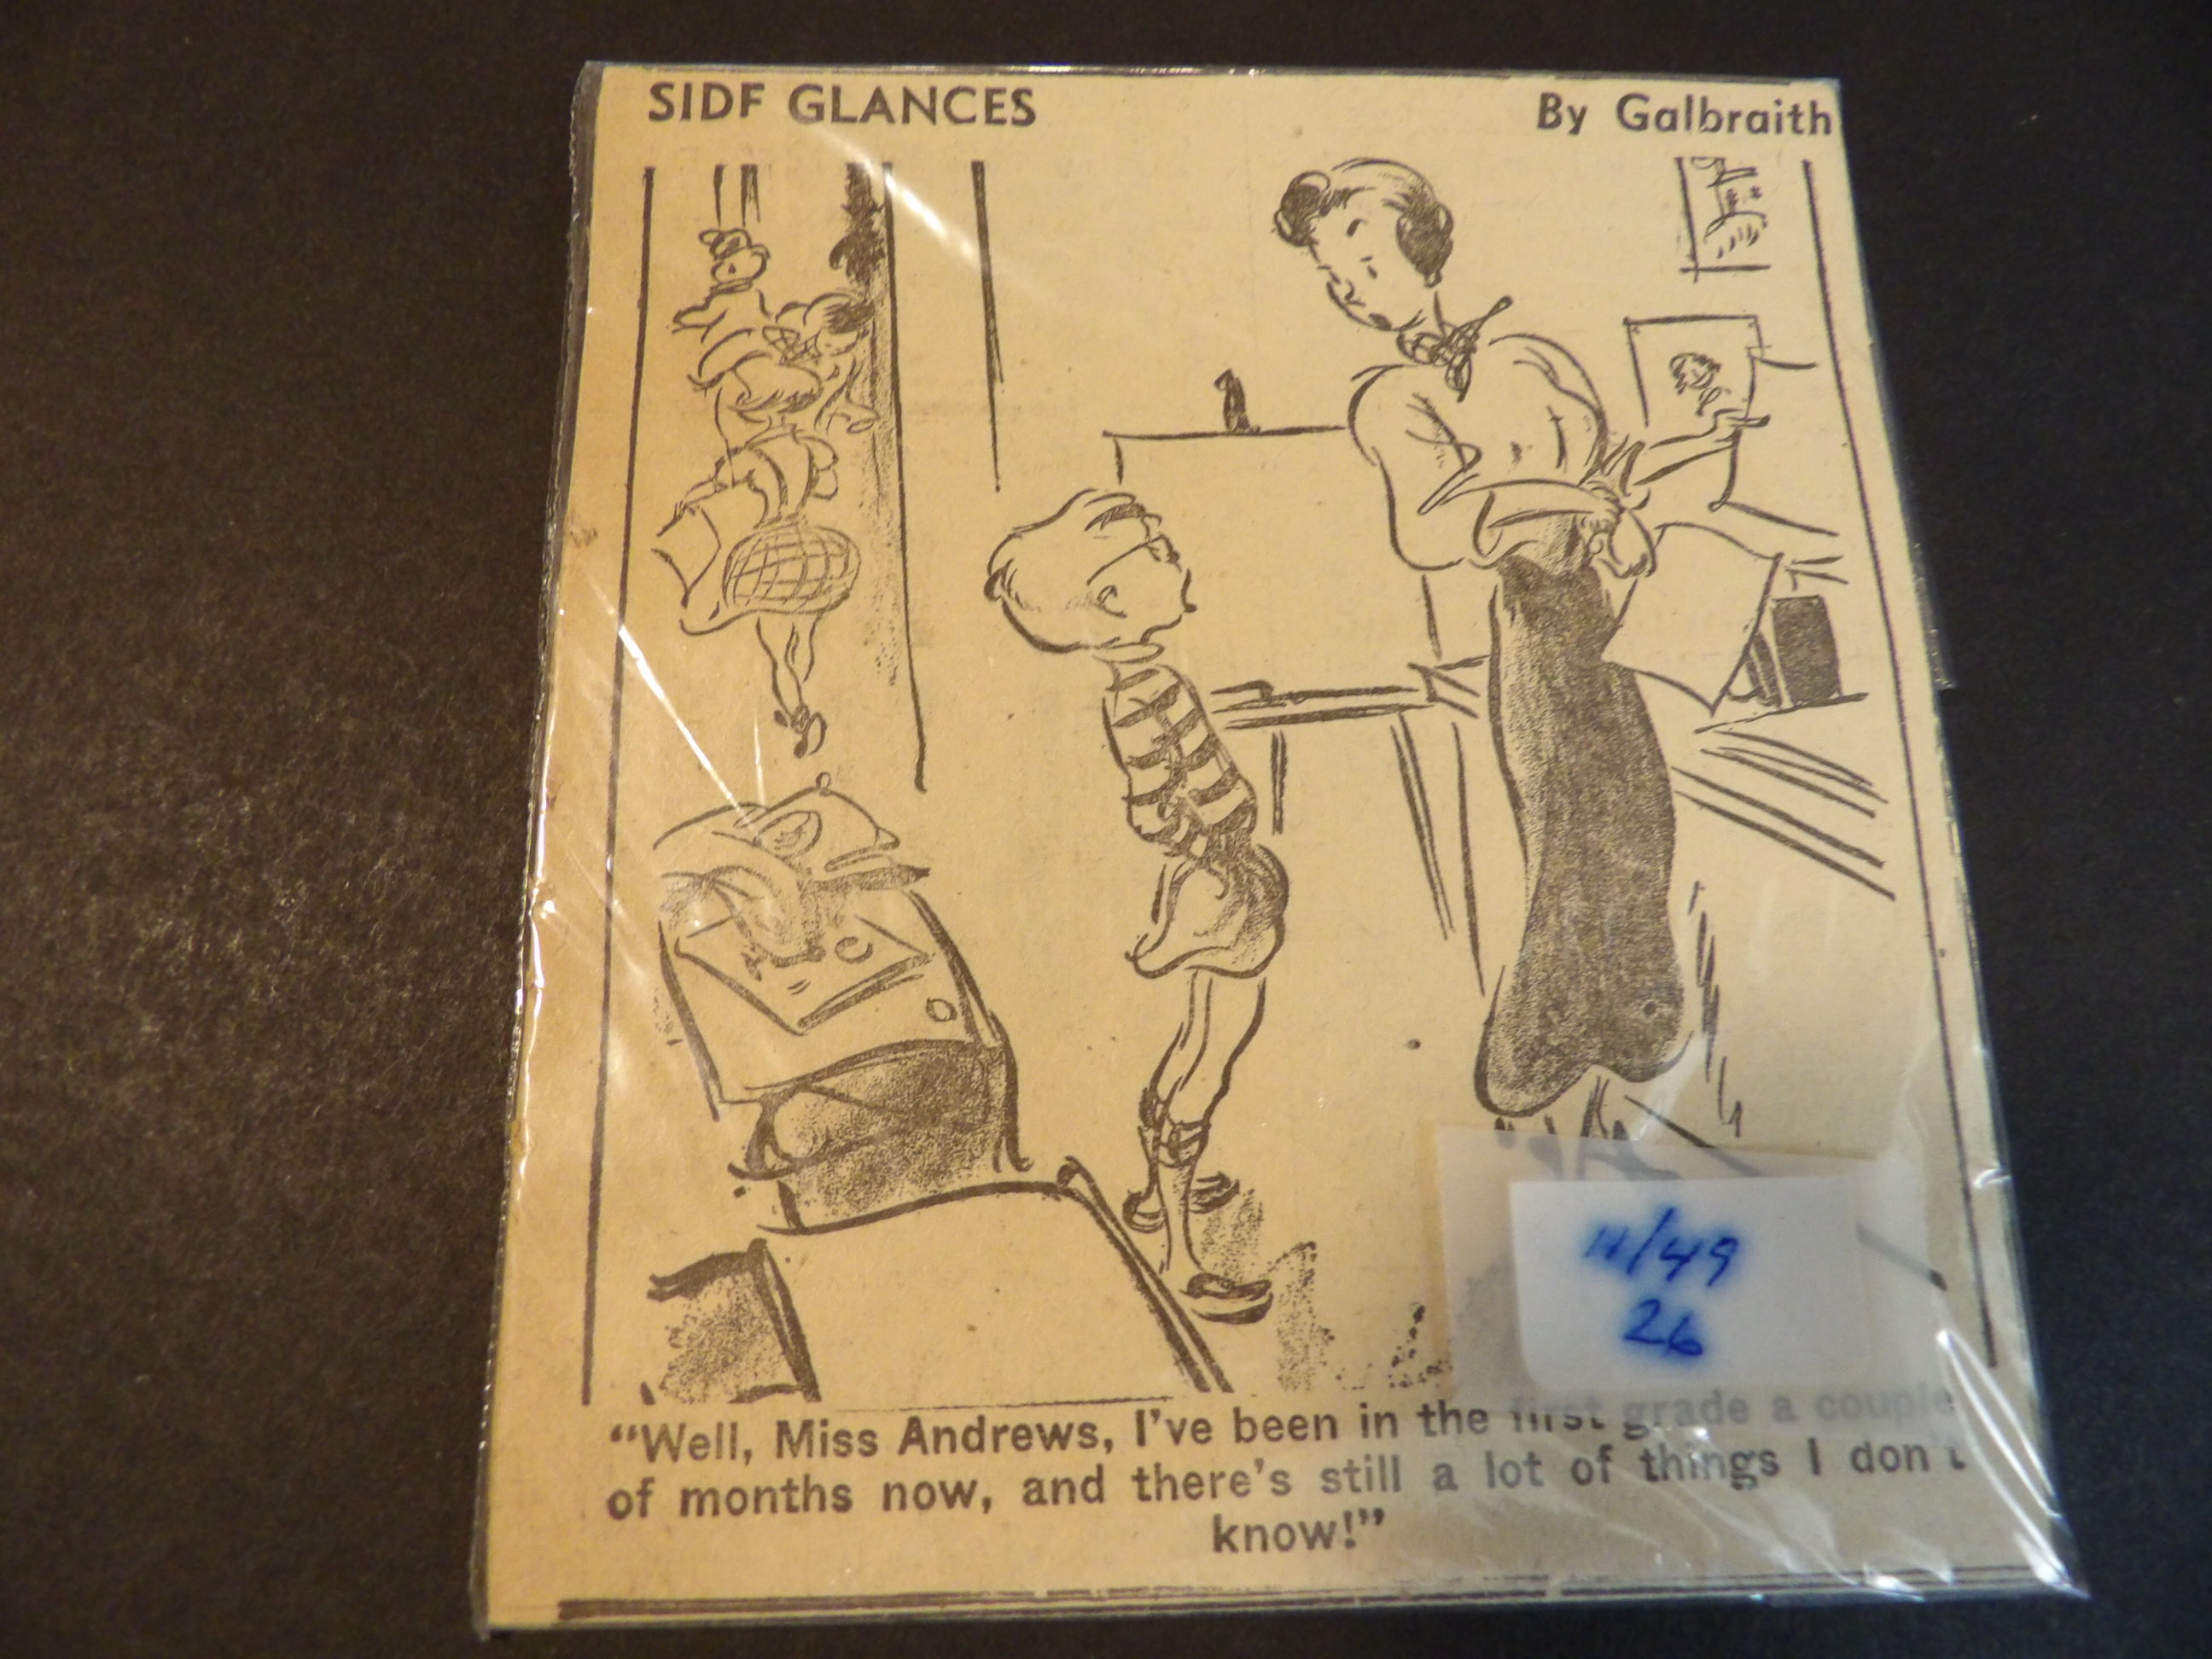 SIDF GLANCES
By Galbraith
11/49
26
“Well, Miss Andrews, I’ve been in the first grade a couple
of months now, and there’s still a lot of things I don’t
know!”